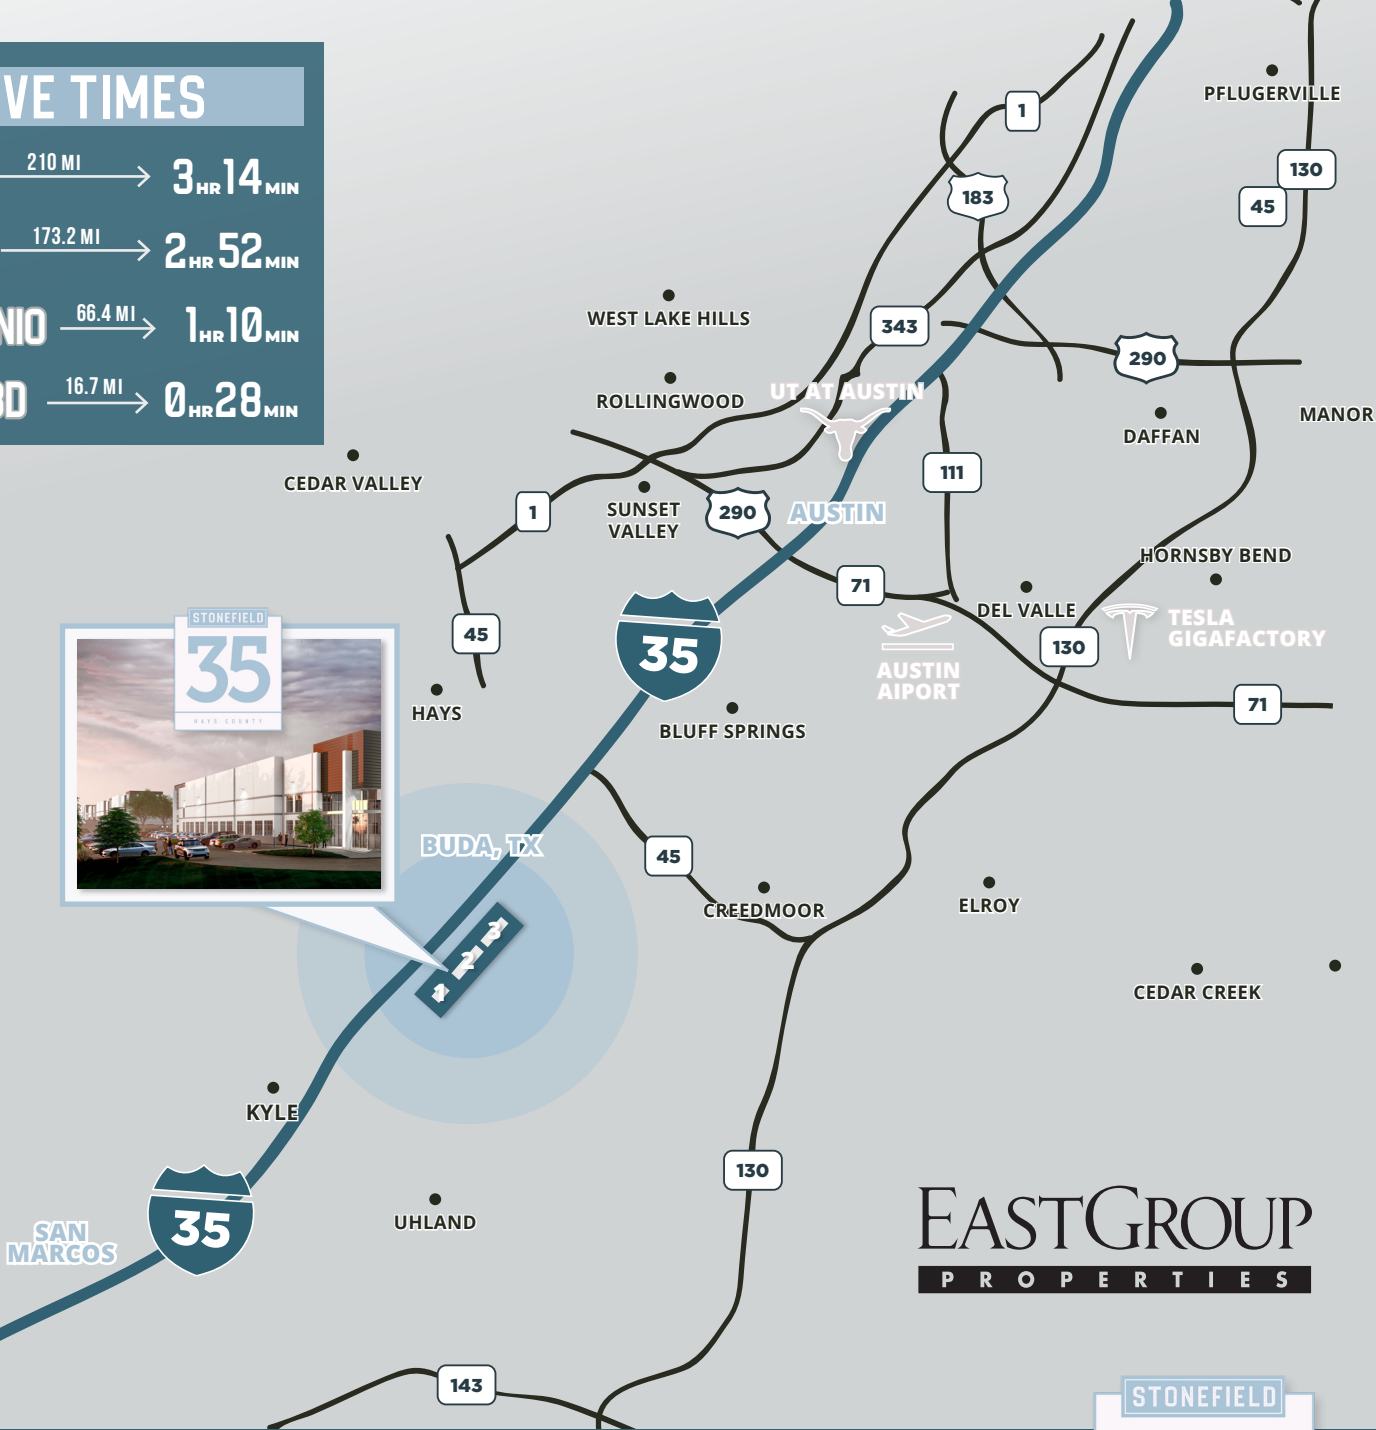 VE TIMES
210 MI
3HR14MIN
173.2 MI
2HR52MIN
NIO
66.4 MI
1HR10MIN
BD
16.7 MI
0HR28MIN
1
PFLUGERVILLE
130
183
45
WEST LAKE HILLS
343
290
ROLLINGWOOD
UT AT AUSTIN
MANOR
DAFFAN
CEDAR VALLEY
111
1
SUNSET
VALLEY
290
AUSTIN
HORNSBY BEND
71
DEL VALLE
TESLA
GIGAFACTORY
45
35
130
AUSTIN
AIPORT
71
HAYS
BLUFF SPRINGS
STONEFIELD
35
HAYS COUNTY
BUDA, TX
45
CREEDMOOR
ELROY
3
2
1
CEDAR CREEK
KYLE
130
35
UHLAND
SAN
MARCOS
EASTGROUP
PROPERTIES
143
STONEFIELD